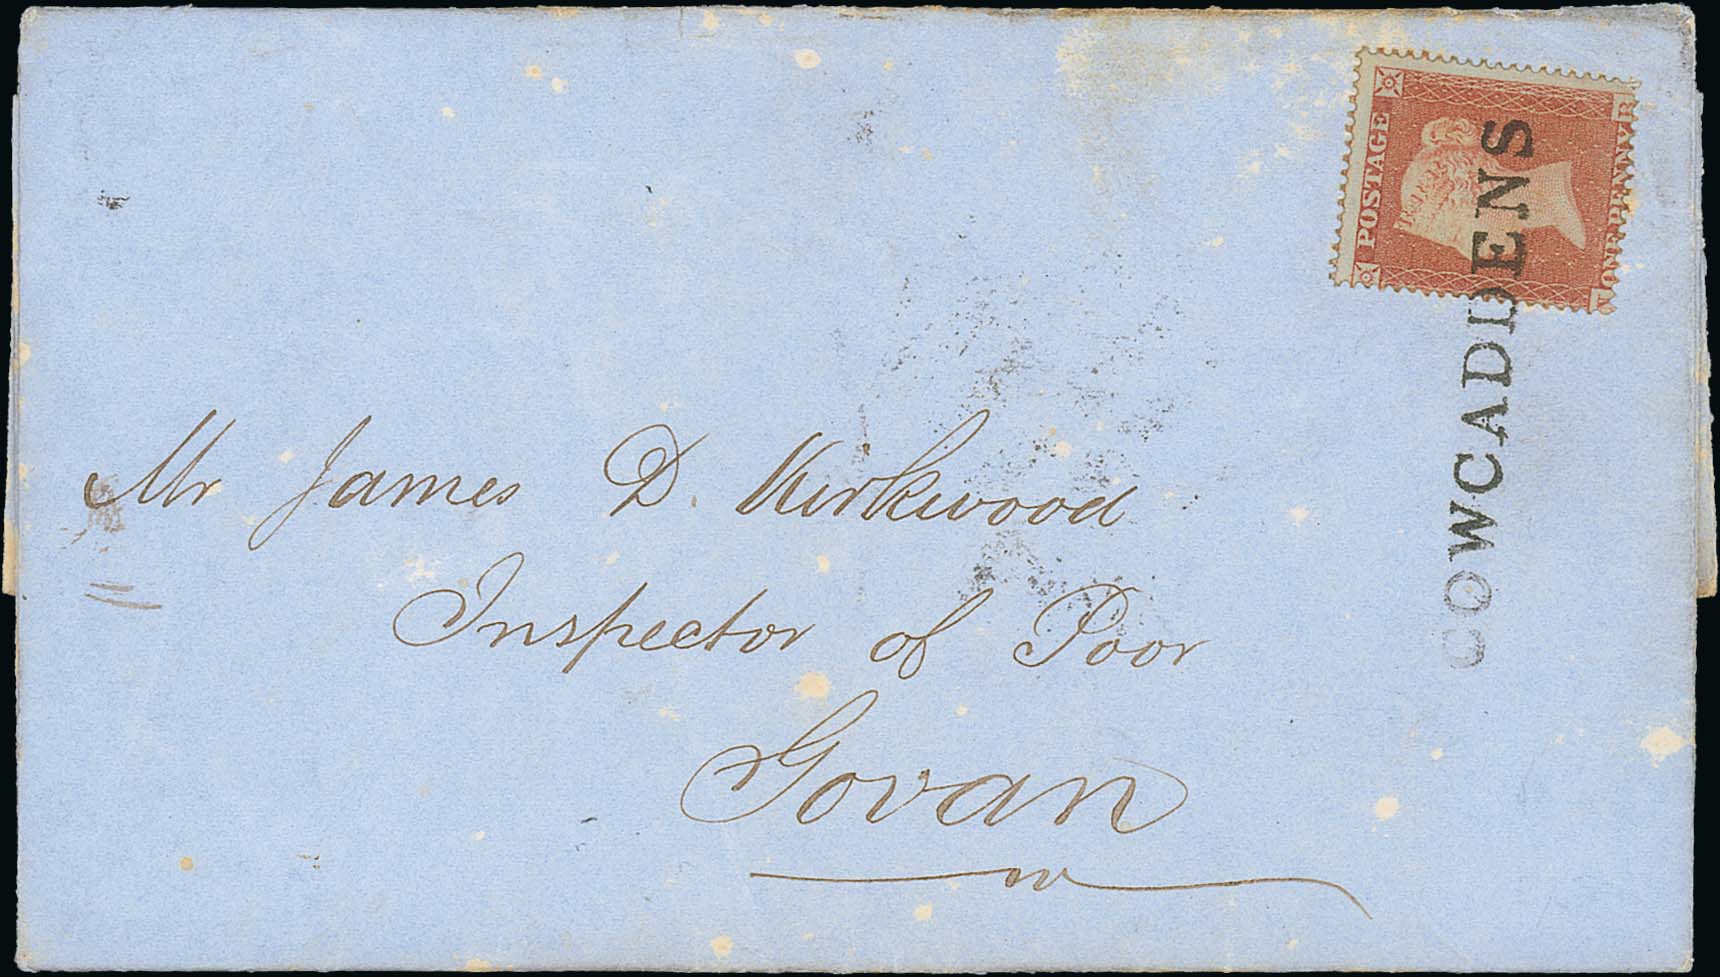 POSTAGE
ONE PENNY
R
COWCADDENS
Mr James D. Kirkwood
Inspector of Poor
Govan